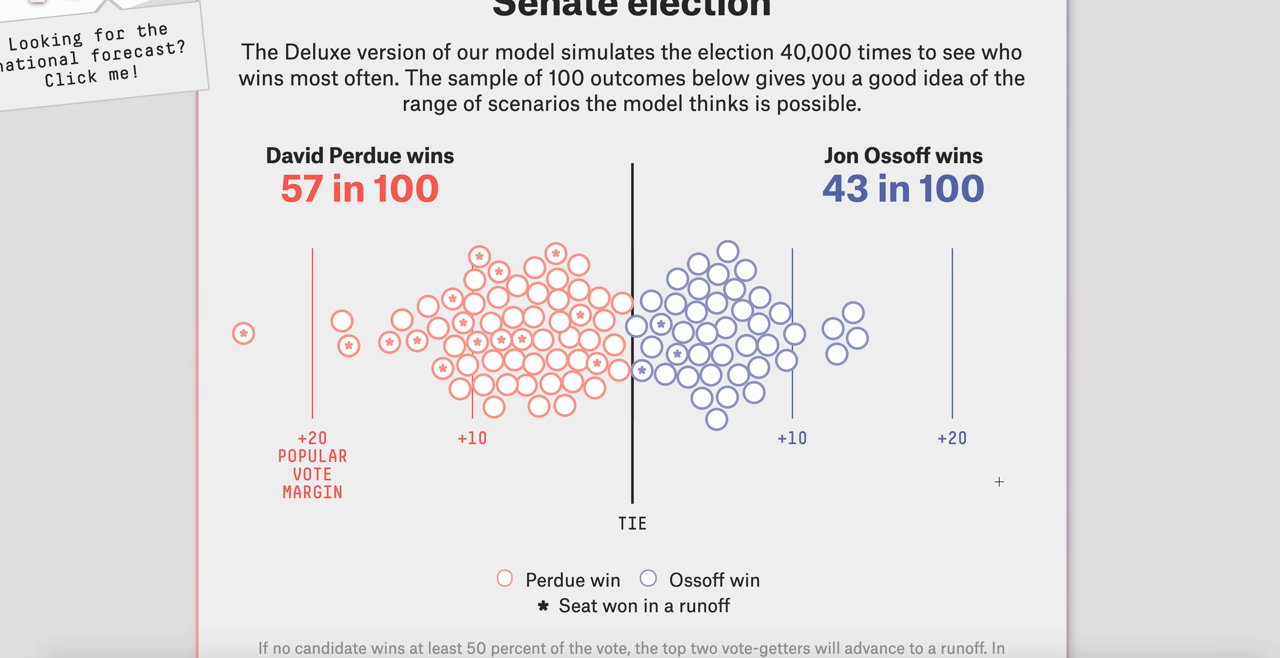 Senate election
Looking for the
national forecast?
Click me!
The Deluxe version of our model simulates the election 40,000 times to see who
wins most often. The sample of 100 outcomes below gives you a good idea of the
range of scenarios the model thinks is possible.
David Perdue wins
57 in 100
Jon Ossoff wins
43 in 100
+20
POPULAR
VOTE
MARGIN
+10
+10
+20
TIE
Perdue win
Ossoff win
* Seat won in a runoff
If no candidate wins at least 50 percent of the vote, the top two vote-getters will advance to a runoff. In